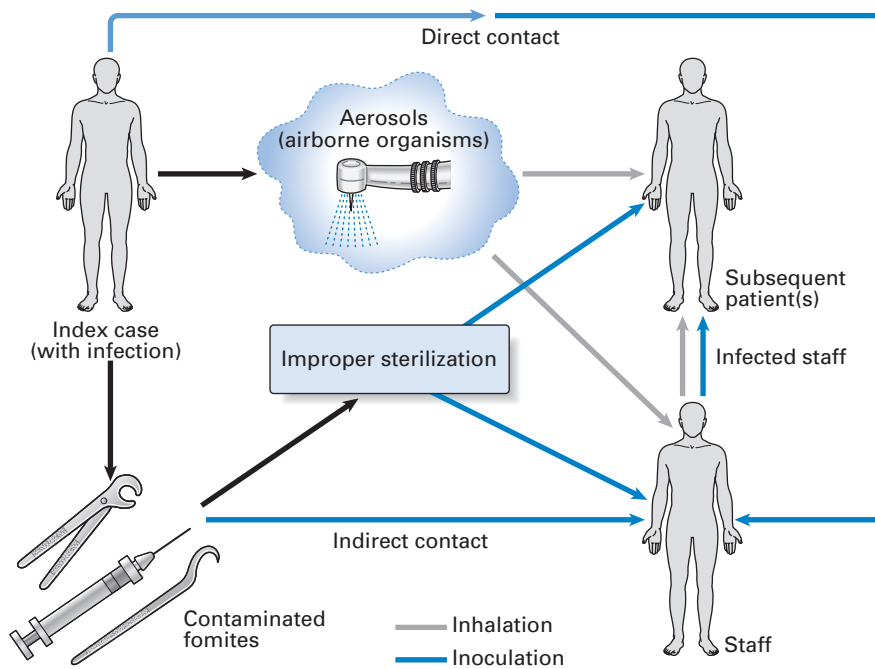 Direct contact
Aerosols
(airborne organisms)
Index case
(with infection)
Subsequent
patient(s)
Improper sterilization
Infected staff
Indirect contact
Contaminated
fomites
Inhalation
Inoculation
Staff